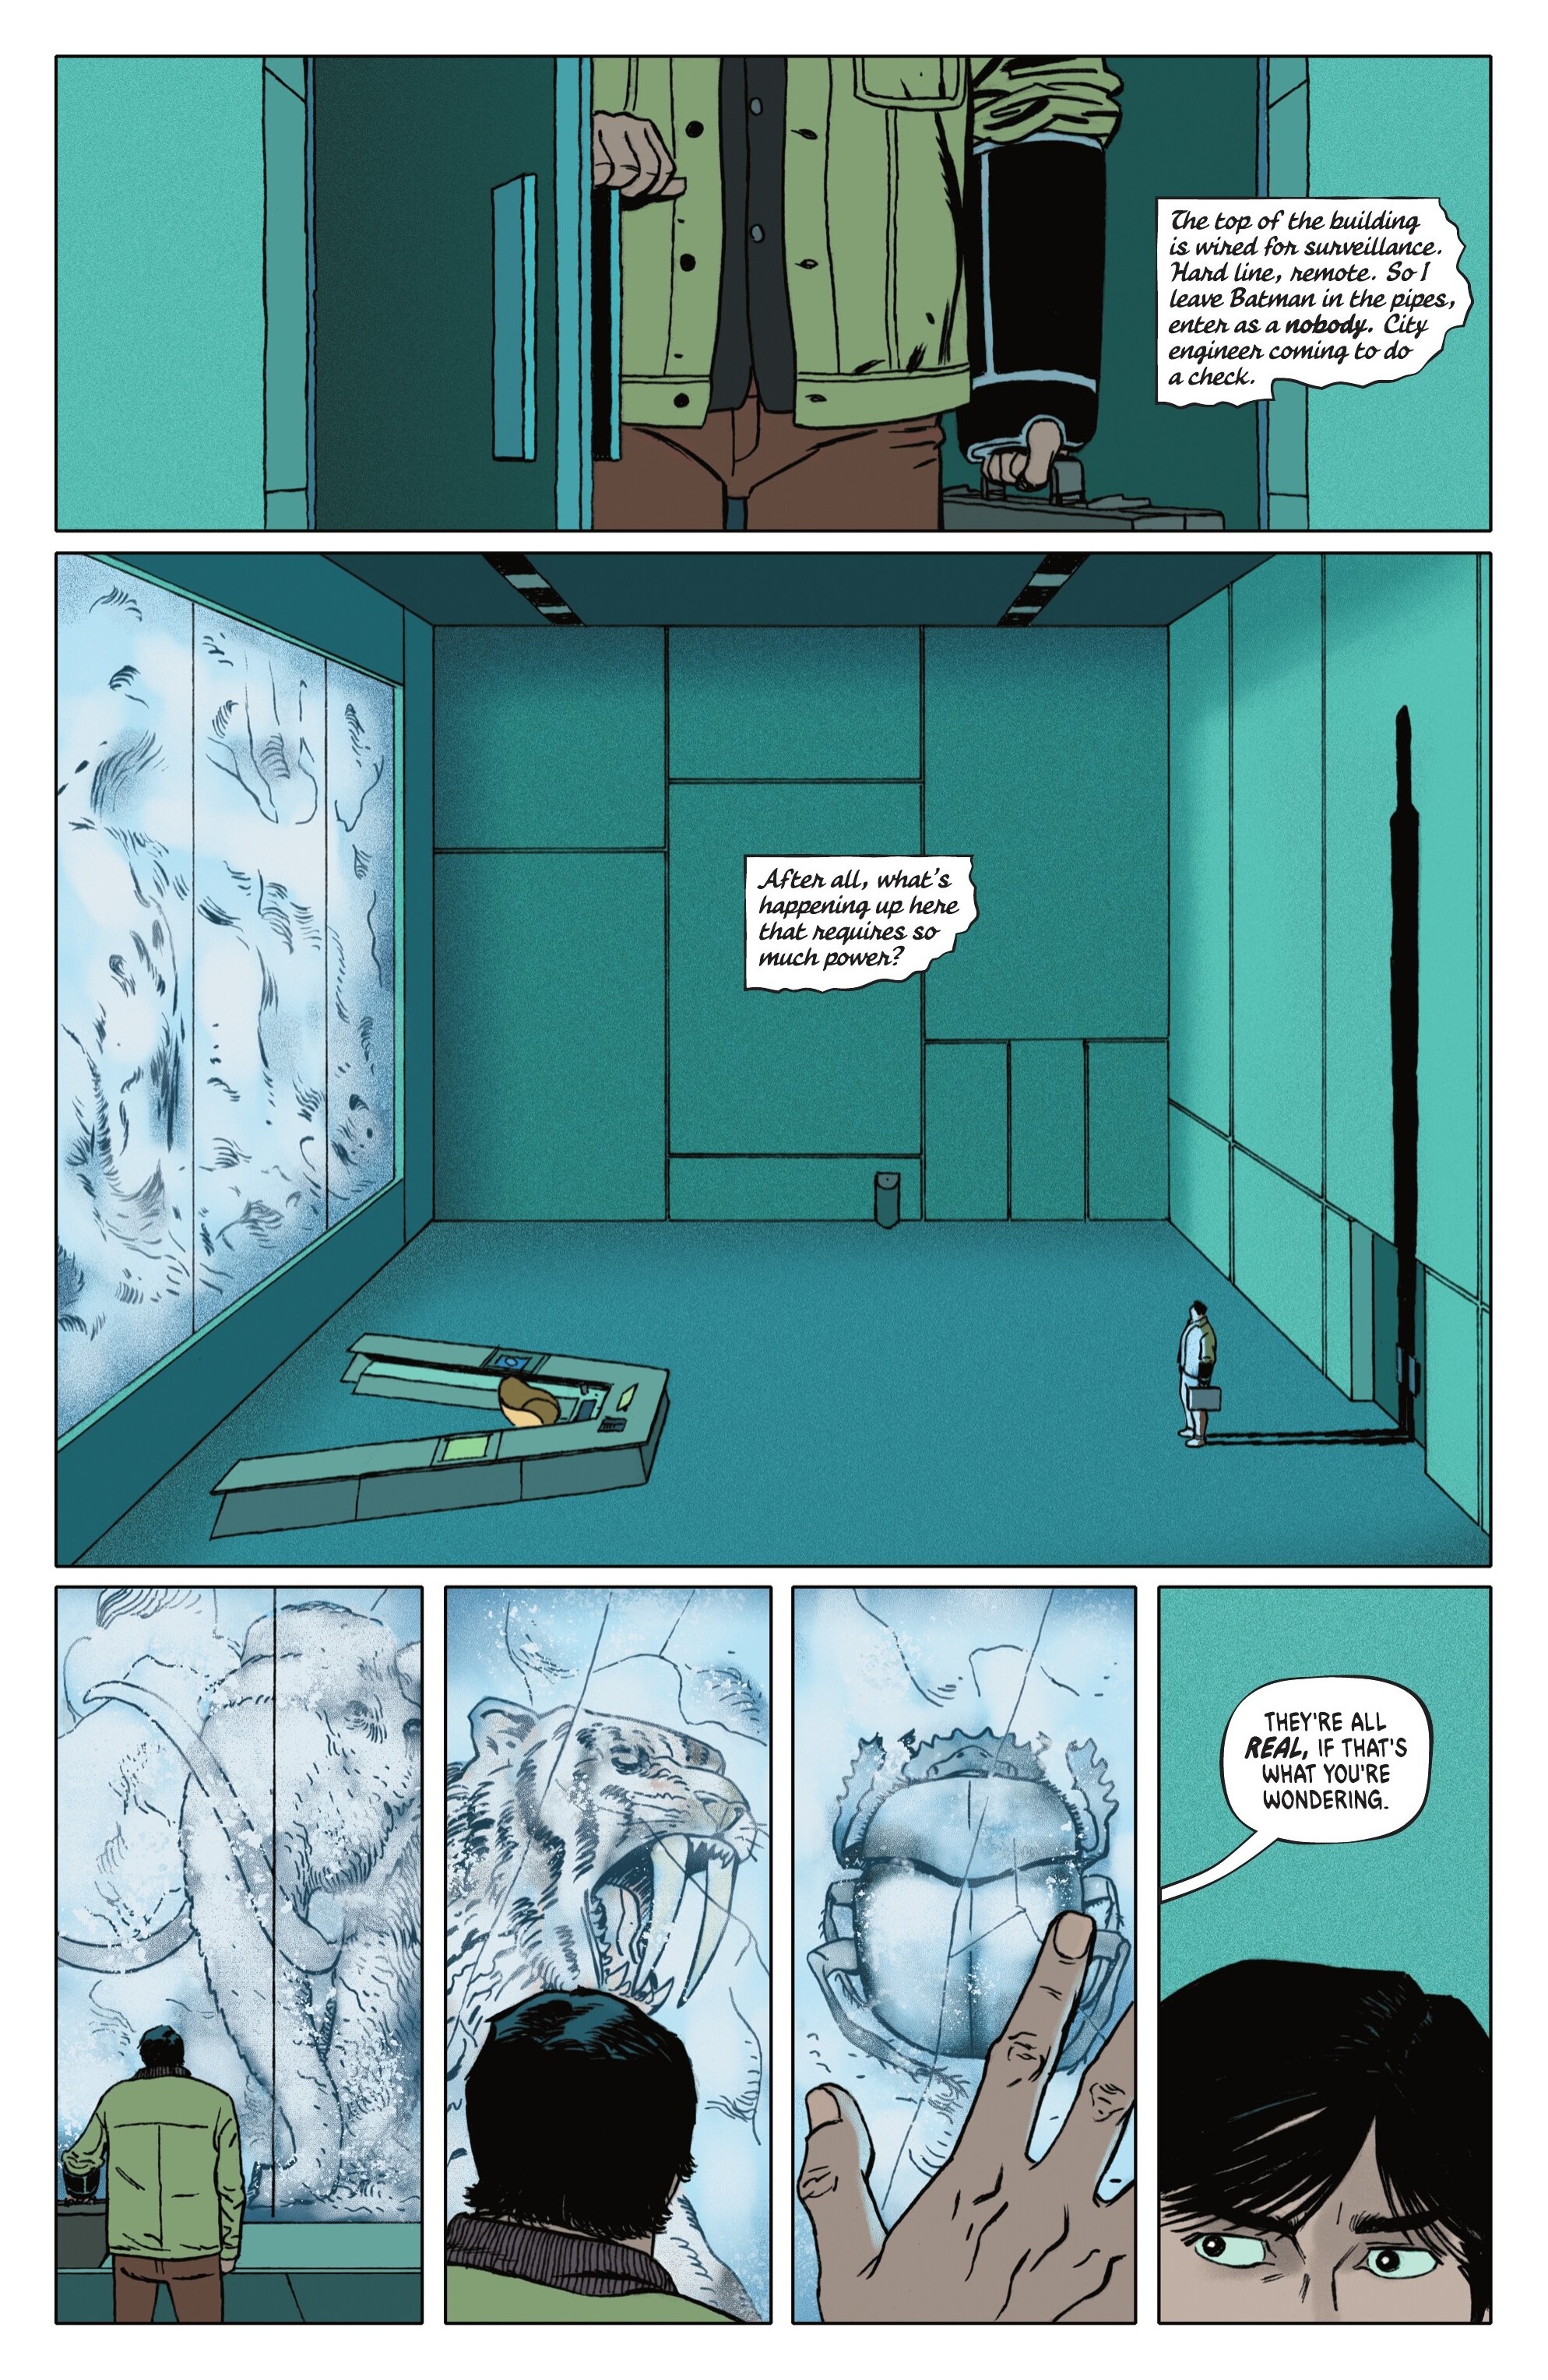 The top of the building
is wired for surveillance.
Hard line, remote. So I
leave Batman in the pipes,
enter as a nobody. City
engineer coming to do
a check.
After all, what's
happening up here
that requires so
much power?
THEY'RE ALL
REAL, IF THAT'S
WHAT YOU'RE
WONDERING.